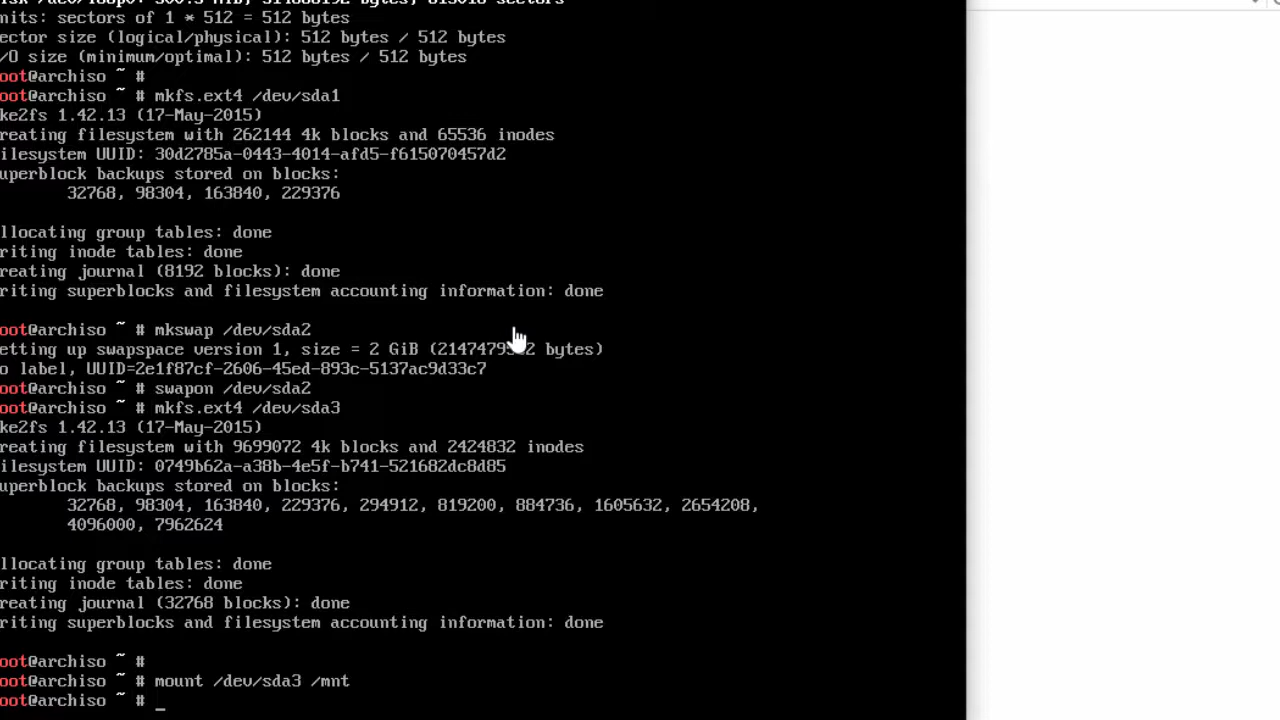 nits: sectors of 1 * 512 = 512 bytes
ector size (logical/physical): 512 bytes / 512 bytes
/O size (minimum/optimal): 512 bytes / 512 bytes
oot@archiso ~ #
oot@archiso ~ # mkfs.ext4 /dev/sda1
ke2fs 1.42.13 (17-May-2015)
reating filesystem with 262144 4k blocks and 65536 inodes
ilesystem UUID: 30d2785a-0443-4014-afd5-f615070457d2
uperblock backups stored on blocks:
32768, 98304, 163840, 229376
llocating group tables: done
riting inode tables: done
reating journal (8192 blocks): done
riting superblocks and filesystem accounting information: done
oot@archiso ~ # mkswap /dev/sda2
etting up swapspace version 1, size = 2 GiB bytes)
o label, UUID=2e1f87cf-2606-45ed-893c-5137ac9d33c7
oot@archiso ~ # swapon /dev/sda2
oot@archiso ~ # mkfs.ext4 /dev/sda3
ke2fs 1.42.13 (17-May-2015)
reating filesystem with 9699072 4k blocks and 2424832 inodes
ilesystem UUID: 0749b62a-a38b-4e5f-b741-521682dc8d85
uperblock backups stored on blocks:
32768, 98304, 163840, 229376, 294912, 819200, 884736, 1605632, 2654208,
4096000, 7962624
llocating group tables: done
riting inode tables: done
reating journal (32768 blocks): done
riting superblocks and filesystem accounting information: done
oot@archiso ~ #
oot@archiso ~ # mount /dev/sda3 /mnt
oot@archiso ~ # _